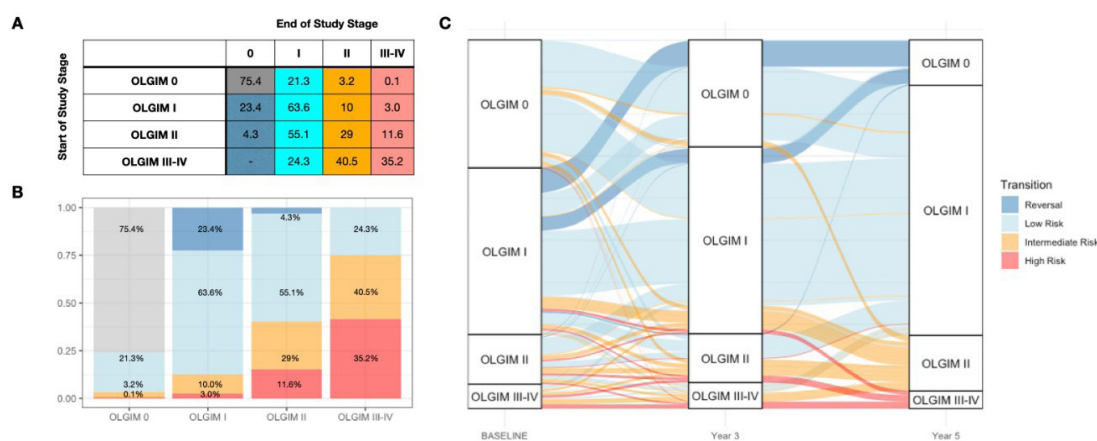 A
End of Study Stage
Start of Study Stage
0 I II III-IV
OLGIM 0 75.4 21.3 3.2 0.1
OLGIM I 23.4 63.6 10 3.0
OLGIM II 4.3 55.1 29 11.6
OLGIM III-IV - 24.3 40.5 35.2
B
1.00
0.75
0.50
0.25
0.00
75.4%
21.3%
3.2%
0.1%
23.4%
63.6%
10.0%
3.0%
4.3%
55.1%
29%
11.6%
24.3%
40.5%
35.2%
OLGIM 0 OLGIM I OLGIM II OLGIM III-IV
C
OLGIM 0
OLGIM I
OLGIM II
OLGIM III-IV
OLGIM 0
OLGIM I
OLGIM II
OLGIM III-IV
OLGIM 0
OLGIM I
OLGIM II
OLGIM III-IV
BASELINE Year 3 Year 5
Transition
Reversal
Low Risk
Intermediate Risk
High Risk